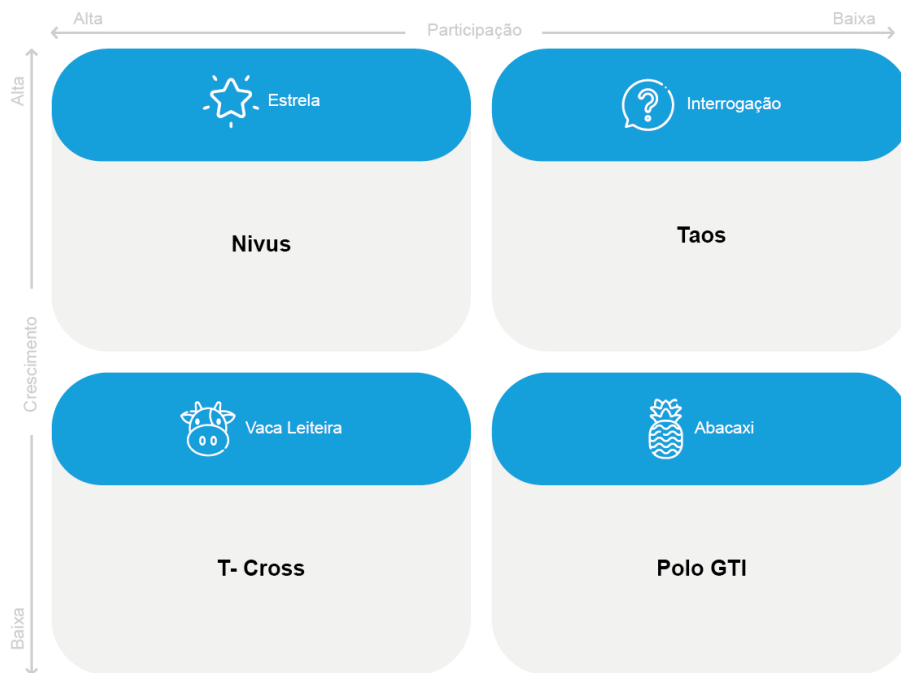 Alta
Participação
Baixa
Alta
Crescimento
Baixa
Estrela
Interrogação
Nivus
Taos
Vaca Leiteira
Abacaxi
T- Cross
Polo GTI